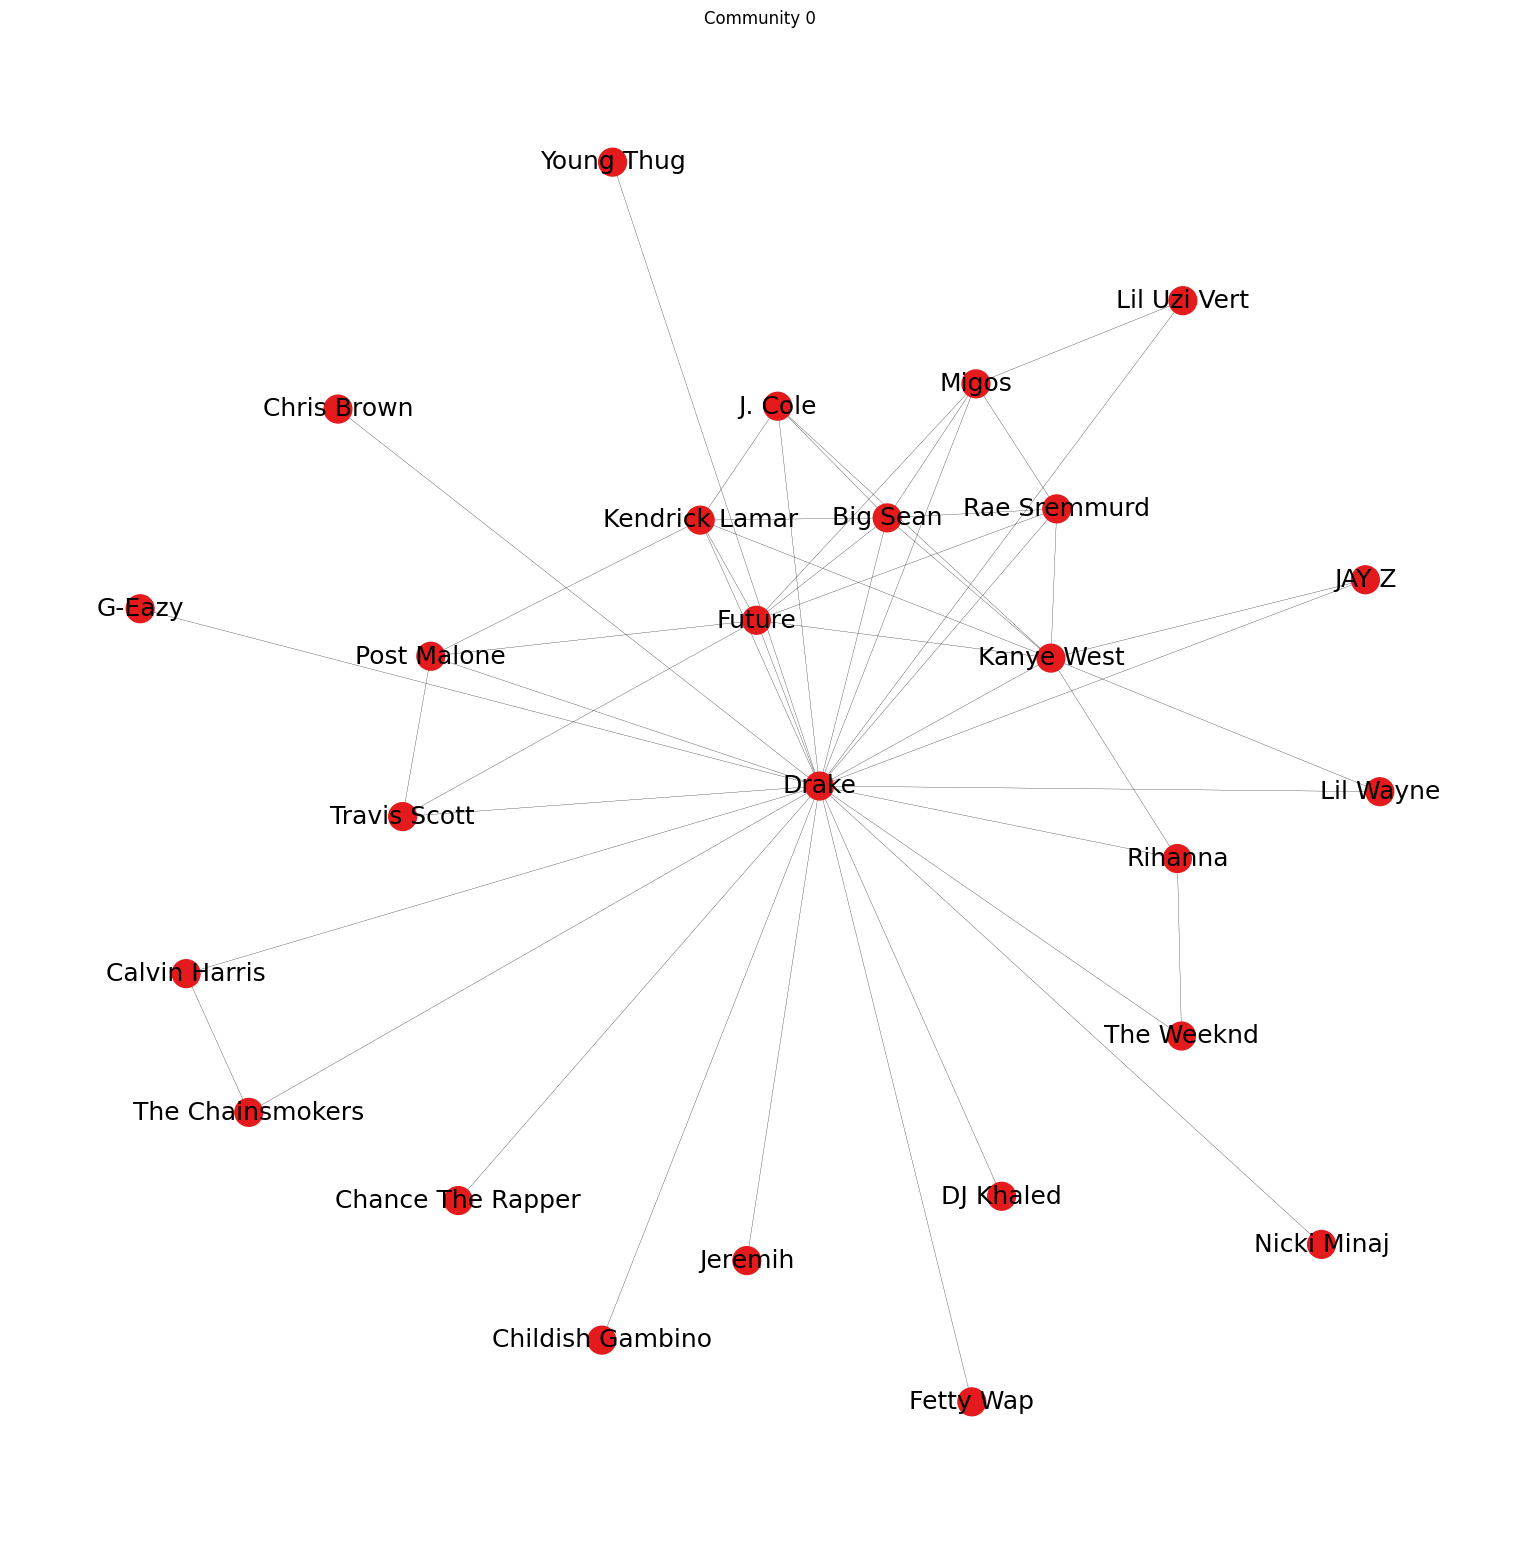 Community 0
Young Thug
Lil Uzi Vert
Migos
J. Cole
Chris Brown
Rae Sremmurd
Big Sean
Kendrick Lamar
JAY Z
G-Eazy
Future
Post Malone
Kanye West
Drake
Lil Wayne
Travis Scott
Rihanna
Calvin Harris
The Weeknd
The Chainsmokers
DJ Khaled
Chance The Rapper
Nicki Minaj
Jeremih
Childish Gambino
Fetty Wap